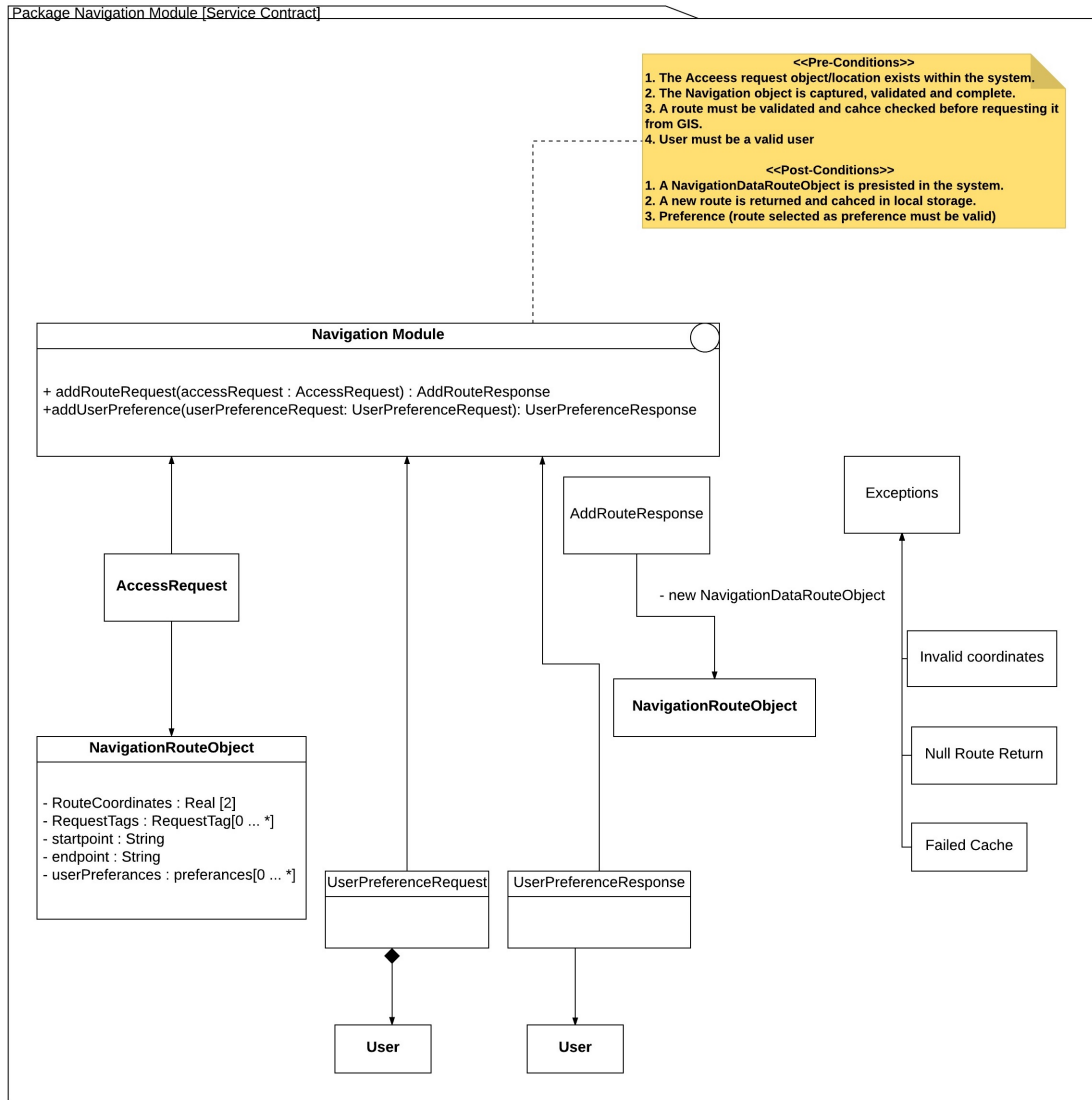 Package Navigation Module [Service Contract]
<<Pre-Conditions>>
1. The Acceess request object/location exists within the system.
2. The Navigation object is captured, validated and complete.
3. A route must be validated and cahce checked before requesting it
from GIS.
4. User must be a valid user
<<Post-Conditions>>
1. A NavigationDataRouteObject is presisted in the system.
2. A new route is returned and cahced in local storage.
3. Preference (route selected as preference must be valid)
Navigation Module
+ addRouteRequest(accessRequest : AccessRequest) : AddRouteResponse
+addUserPreference(userPreferenceRequest: UserPreferenceRequest): UserPreferenceResponse
AddRouteResponse
Exceptions
AccessRequest
- new NavigationDataRouteObject
Invalid coordinates
NavigationRouteObject
NavigationRouteObject
- RouteCoordinates : Real [2]
- RequestTags : RequestTag[0 ... *]
- startpoint : String
- endpoint : String
- userPreferances : preferances[0 ... *]
Null Route Return
Failed Cache
UserPreferenceRequest
UserPreferenceResponse
User
User